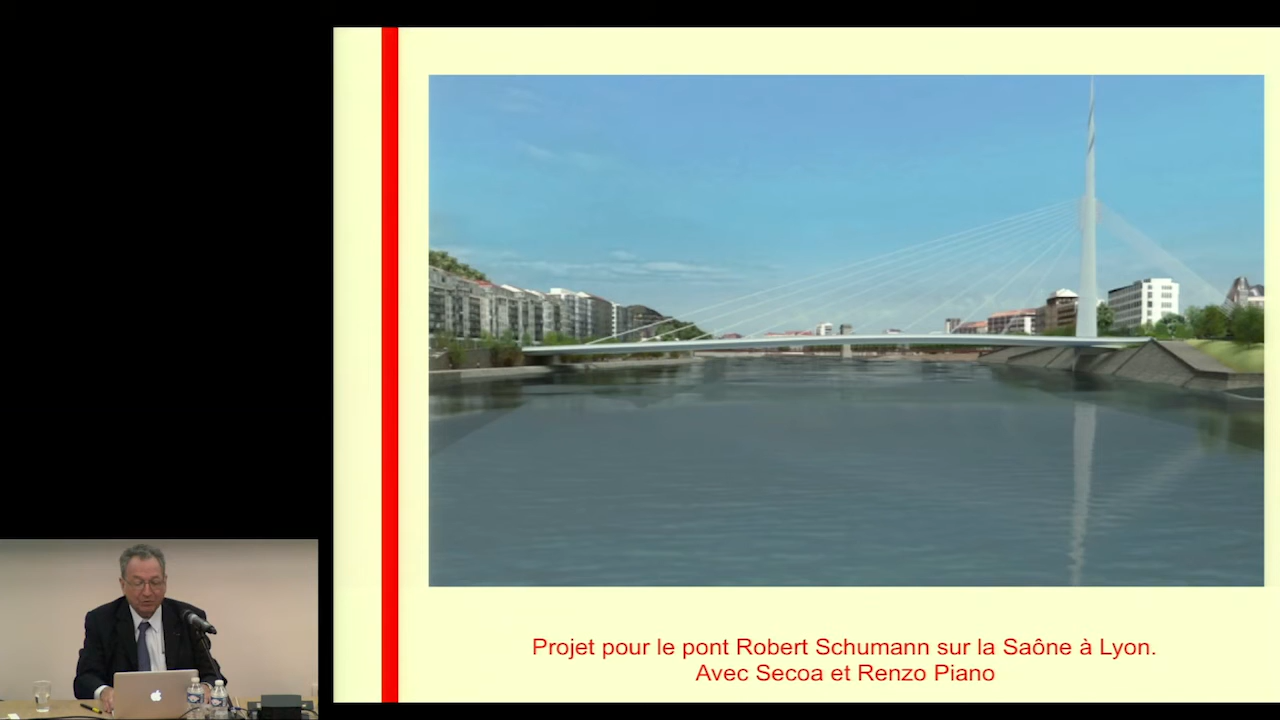 Projet pour le pont Robert Schumann sur la Saône à Lyon.
Avec Secoa et Renzo Piano